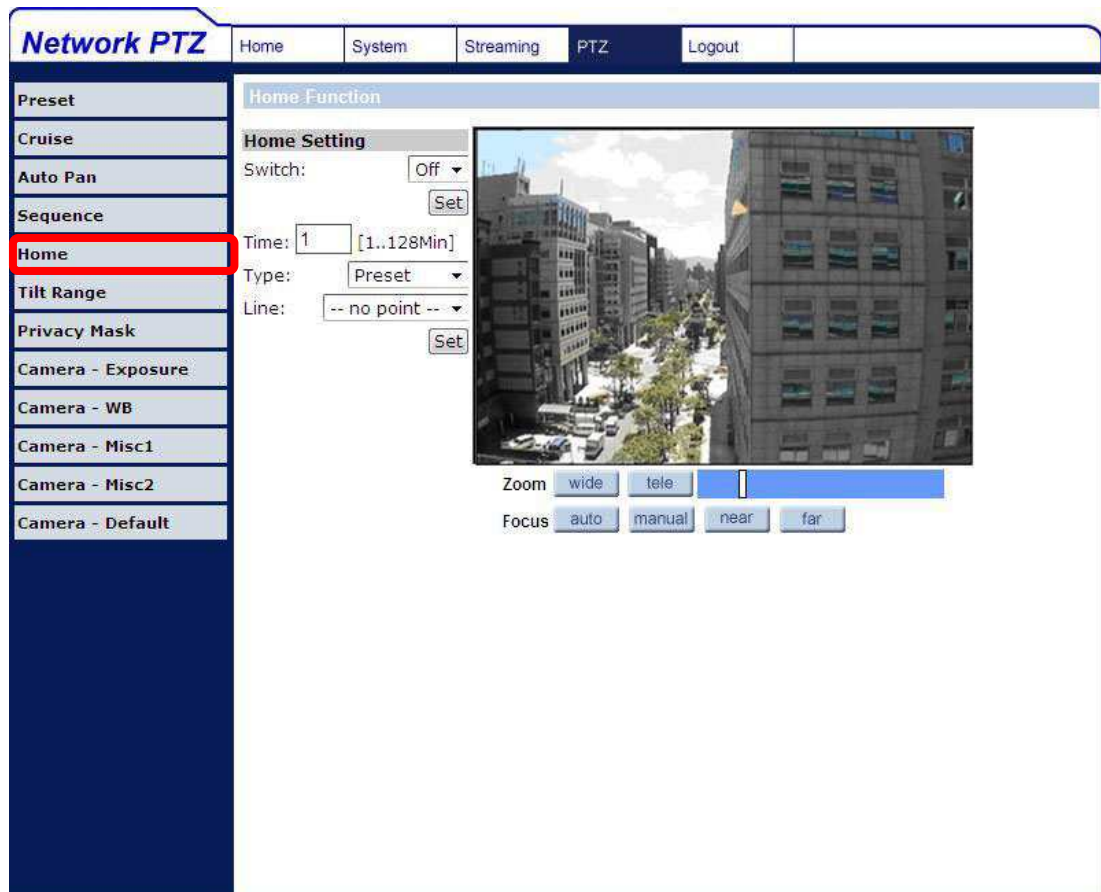 Network PTZ
Home
System
Streaming
PTZ
Logout
Preset
Cruise
Auto Pan
Sequence
Home
Tilt Range
Privacy Mask
Camera - Exposure
Camera - WB
Camera - Misc1
Camera - Misc2
Camera - Default
Home Function
Home Setting
Switch: Off
Set
Time: 1 [1..128Min]
Type: Preset
Line: -- no point --
Set
Zoom wide tele
Focus auto manual near far